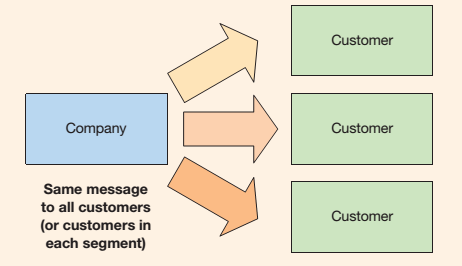 Customer
Company
Customer
Same message
to all customers
(or customers in
each segment)
Customer